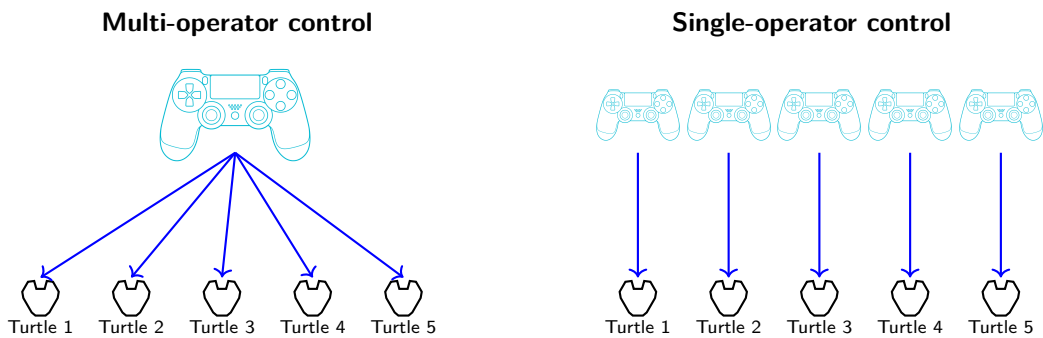 Multi-operator control
Turtle 1 Turtle 2 Turtle 3 Turtle 4 Turtle 5
Single-operator control
Turtle 1 Turtle 2 Turtle 3 Turtle 4 Turtle 5